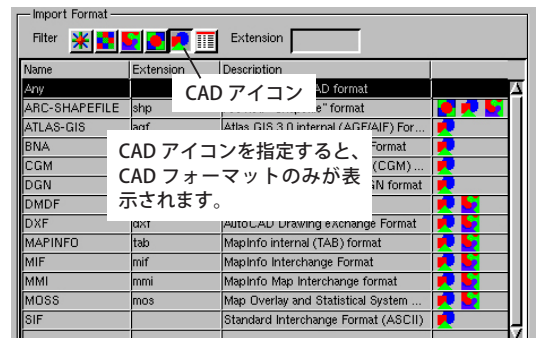 Import Format
Filter Extension
Name Extension Description
Any AD format
CAD アイコン
ARC-SHAPEFILE shp " format
ATLAS-GIS agf Atlas GIS 3.0 internal (AGF/AIF) For...
BNA Format
CGM (CGM) ...
DGN GN format
CAD アイコンを指定すると、
CAD フォーマットのみが表
示されます。
DMDF
DXF dxf AutoCAD Drawing eXchange Format
MAPINFO tab MapInfo internal (TAB) format
MIF mif MapInfo Interchange Format
MMI mmi MapInfo Map Interchange format
MOSS mos Map Overlay and Statistical System ...
SIF Standard Interchange Format (ASCII)